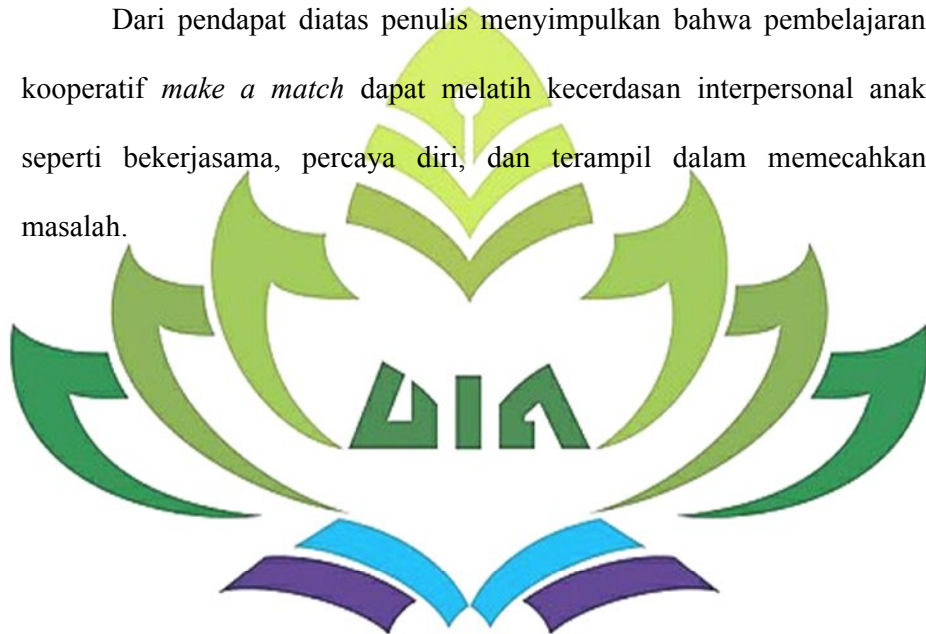 Dari pendapat diatas penulis menyimpulkan bahwa pembelajaran
kooperatif make a match dapat melatih kecerdasan interpersonal anak
seperti bekerjasama, percaya diri, dan terampil dalam memecahkan
masalah.
UIN